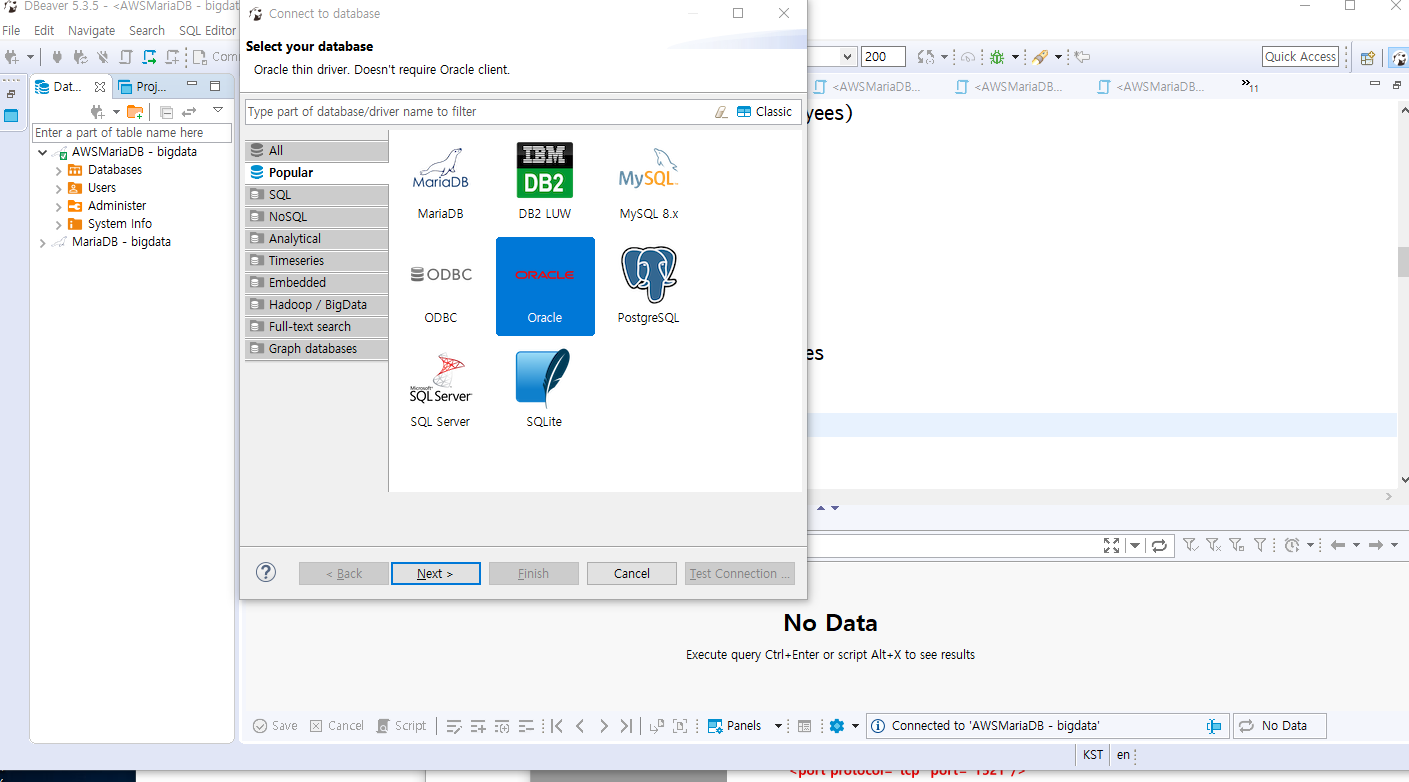 DBeaver 5.3.5 - <AWSMariaDB - bigdat
File Edit Navigate Search SQL Editor
Com
200
Quick Access
Dat...
Proj...
Enter a part of table name here
AWSMariaDB - bigdata
Databases
Users
Administer
System Info
MariaDB - bigdata
Connect to database
Select your database
Oracle thin driver. Doesn't require Oracle client.
Type part of database/driver name to filter
Classic
All
Popular
SQL
NoSQL
Analytical
Timeseries
Embedded
Hadoop / BigData
Full-text search
Graph databases
MariaDB
MariaDB
IBM
DB2
DB2 LUW
MySQL
MySQL 8.x
ODBC
ODBC
ORACLE
Oracle
PostgreSQL
Microsoft
SQL Server
SQL Server
SQLite
?
< Back
Next >
Finish
Cancel
Test Connection ...
<AWSMariaDB...
<AWSMariaDB...
<AWSMariaDB...
»11
yees)
es
No Data
Execute query Ctrl+Enter or script Alt+X to see results
Save
Cancel
Script
Panels
Connected to 'AWSMariaDB - bigdata'
No Data
KST
en